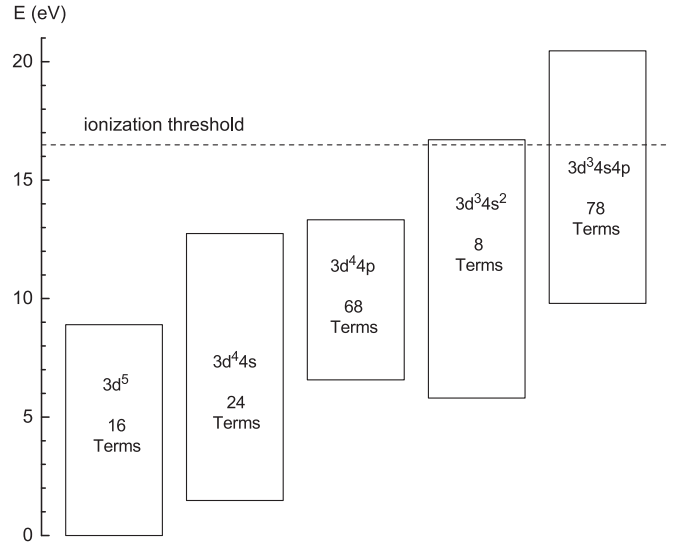 E (eV)
20
15
10
5
0
ionization threshold
3d⁵
16
Terms
3d⁴4s
24
Terms
3d⁴4p
68
Terms
3d³4s²
8
Terms
3d³4s4p
78
Terms